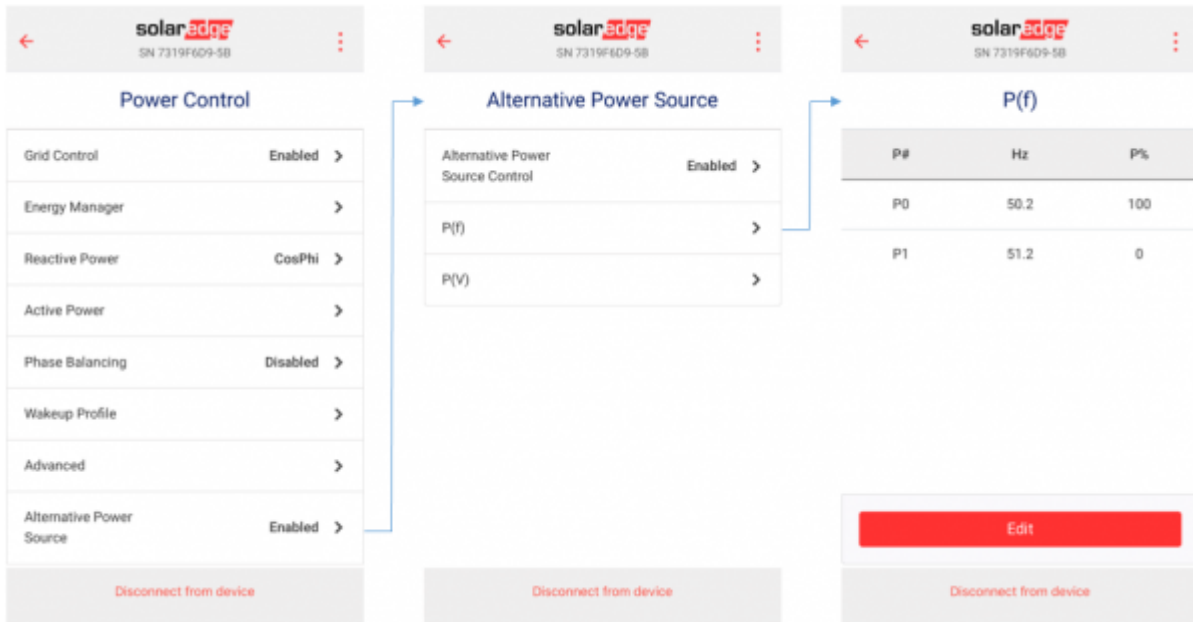 solaredge
SN 7319F6D9-5B
Power Control
Grid Control Enabled
Energy Manager
Reactive Power CosPhi
Active Power
Phase Balancing Disabled
Wakeup Profile
Advanced
Alternative Power
Source Enabled
Disconnect from device
solaredge
SN 7319F6D9-5B
Alternative Power Source
Alternative Power
Source Control Enabled
P(f)
P(V)
Disconnect from device
solaredge
SN 7319F6D9-5B
P(f)
P# Hz P%
P0 50.2 100
P1 51.2 0
Edit
Disconnect from device